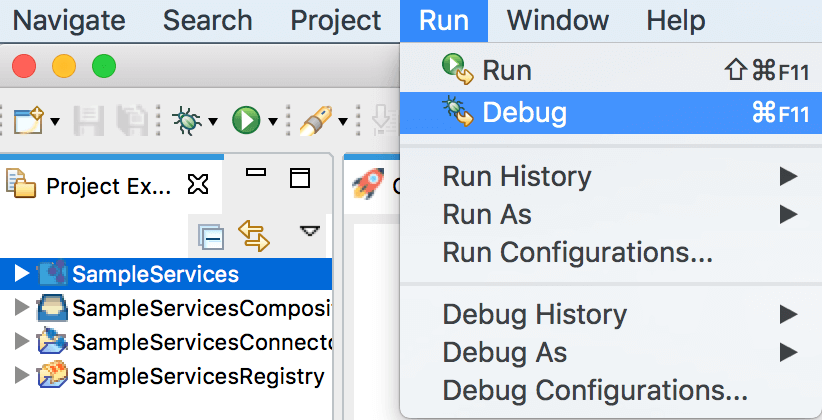 Navigate Search Project Run Window Help
Run ⇧⌘F11
Debug ⌘F11
Project Ex...
Run History
Run As
Run Configurations...
SampleServices
SampleServicesComposi
SampleServicesConnecto
SampleServicesRegistry
Debug History
Debug As
Debug Configurations...